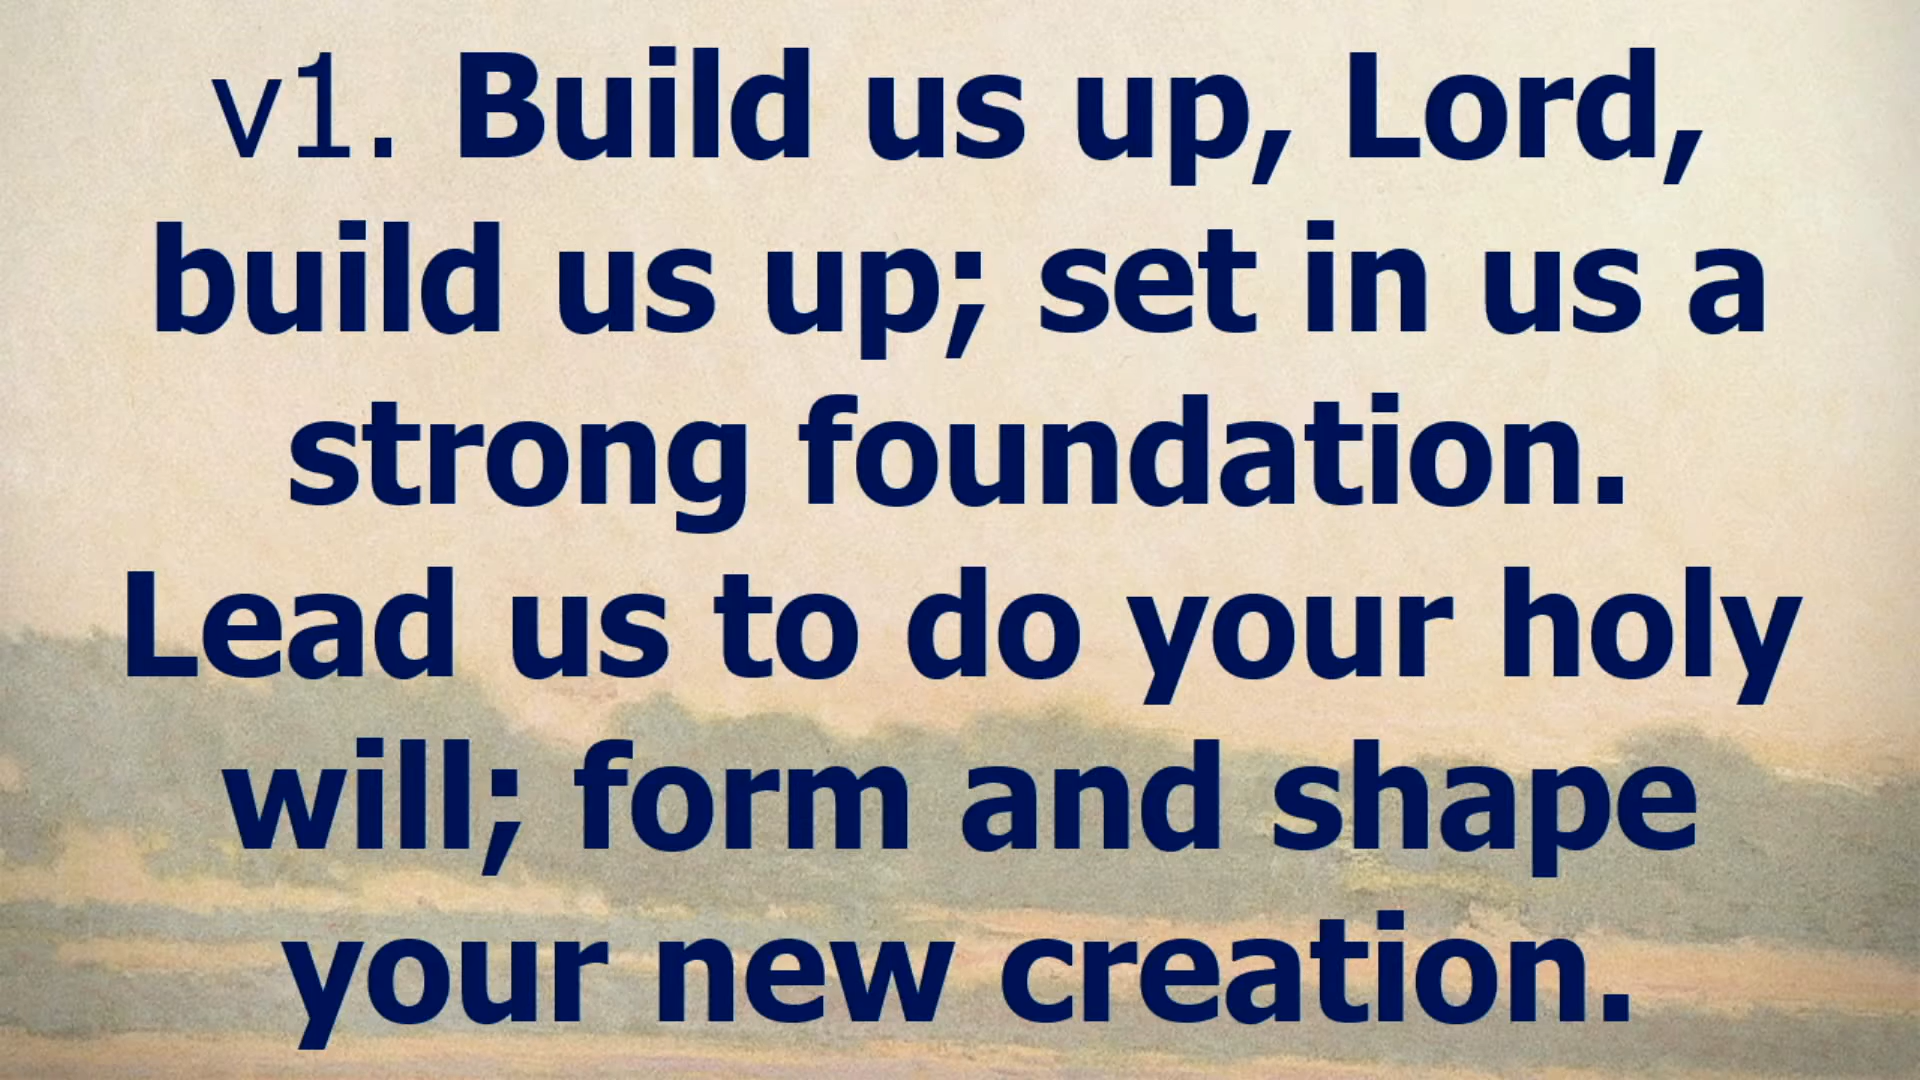 v1. Build us up, Lord,
build us up; set in us a
strong foundation.
Lead us to do your holy
will; form and shape
your new creation.